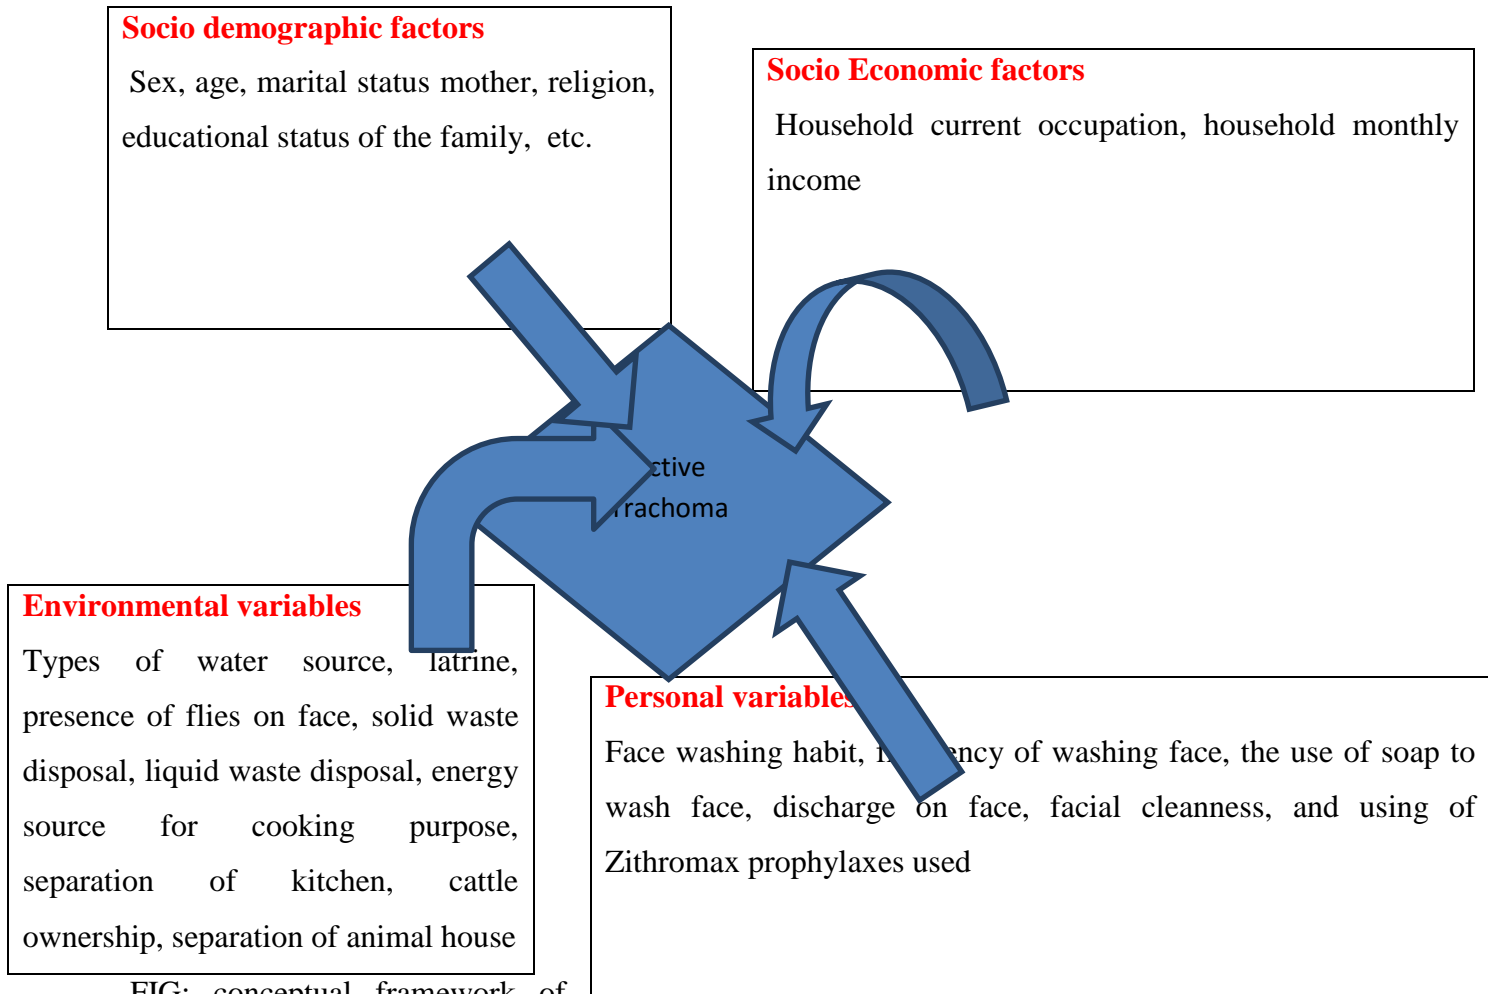 Socio demographic factors
Sex, age, marital status mother, religion,
educational status of the family, etc.
Socio Economic factors
Household current occupation, household monthly
income
ctive
rachoma
Environmental variables
Types of water source, latrine,
presence of flies on face, solid waste
disposal, liquid waste disposal, energy
source for cooking purpose,
separation of kitchen, cattle
ownership, separation of animal house
Personal variables
Face washing habit, ency of washing face, the use of soap to
wash face, discharge on face, facial cleanness, and using of
Zithromax prophylaxes used
FIG: conceptual framework of